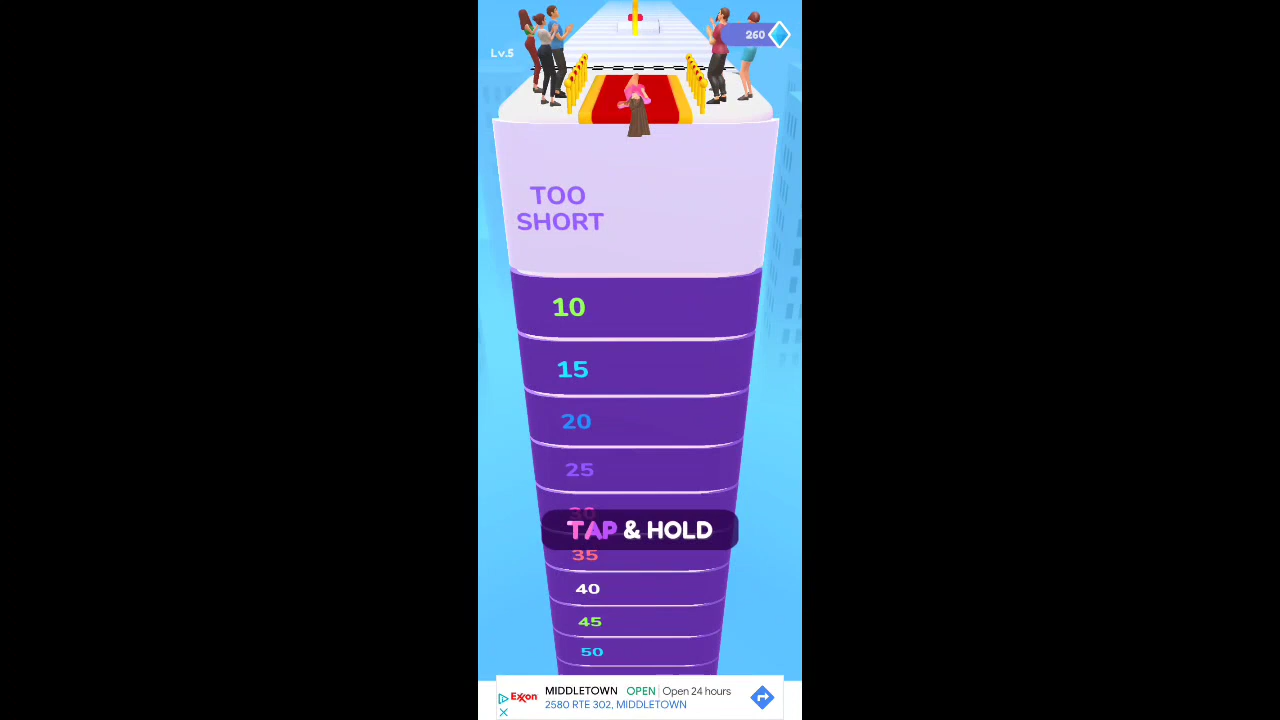 260
Lv.5
TOO
SHORT
10
15
20
25
30
TAP & HOLD
35
40
45
50
Exxon
MIDDLETOWN OPEN Open 24 hours
2580 RTE 302, MIDDLETOWN